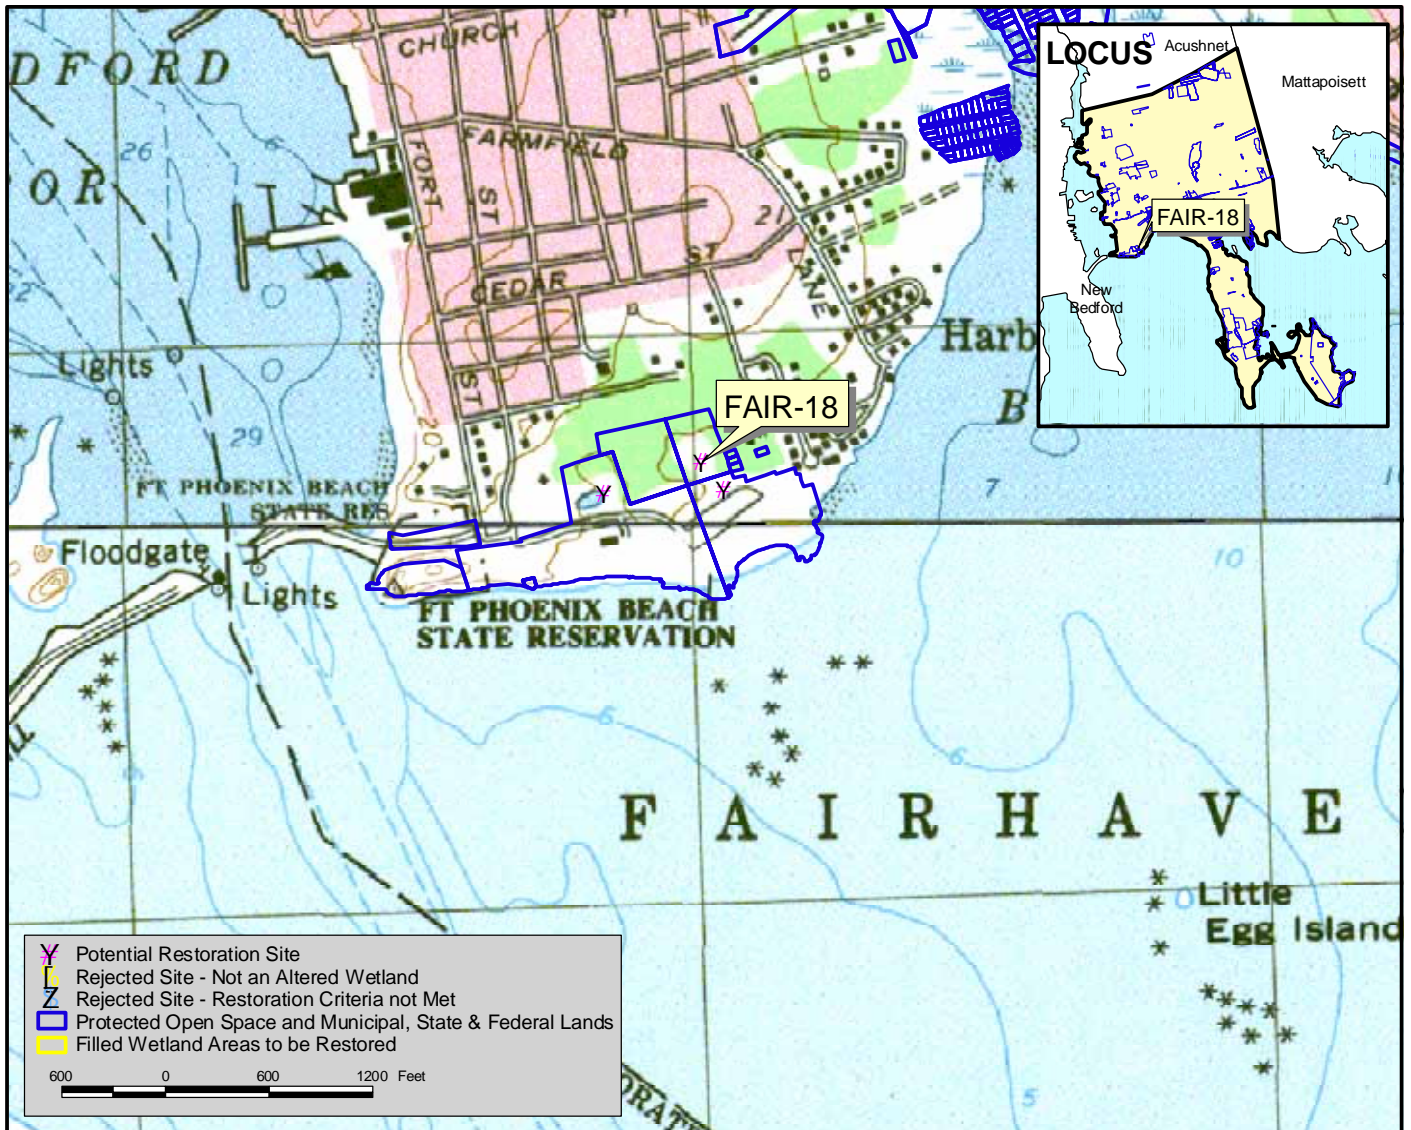 DFORD
OR
26
CHURCH
ST
FORT
ST
FARMFIELD
ST
21
CEDAR
ST
LANE
Lights
29
20
7
10
Harb
B
FAIR-18
FT PHOENIX BEACH
STATE RES
Floodgate
Lights
FT PHOENIX BEACH
STATE RESERVATION
6
6
5
FAIRHAVE
Little
Egg Island
LOCUS
Acushnet
Mattapoisett
FAIR-18
New
Bedford
Potential Restoration Site
Rejected Site - Not an Altered Wetland
Rejected Site - Restoration Criteria not Met
Protected Open Space and Municipal, State & Federal Lands
Filled Wetland Areas to be Restored
600 0 600 1200 Feet